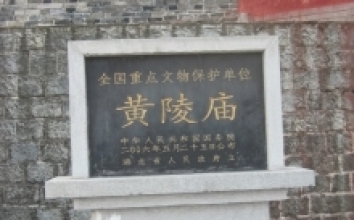 全国重点文物保护单位
黄陵庙
中华人民共和国国务院
二〇〇六年五月二十五日公布
湖北省人民政府立